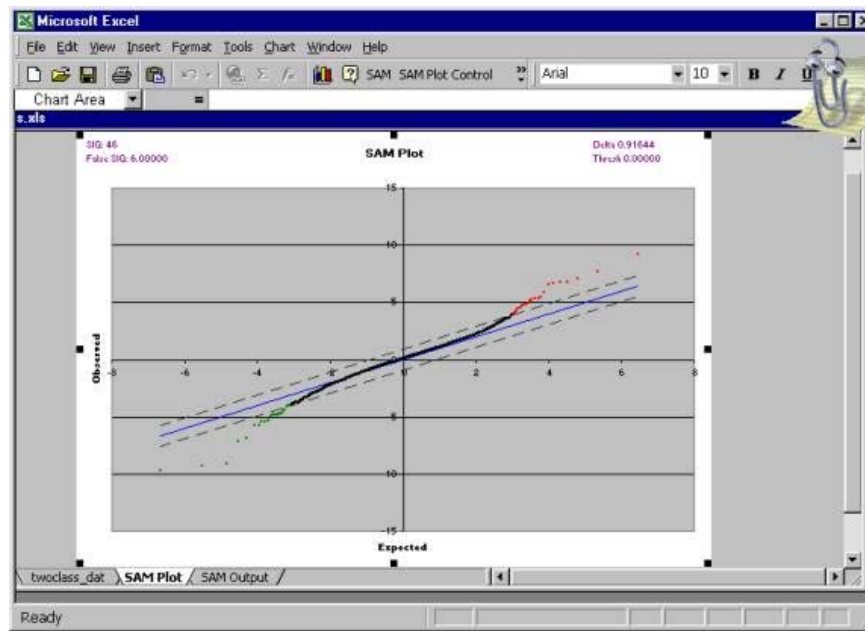 Microsoft Excel
File Edit View Insert Format Tools Chart Window Help
SAM SAM Plot Control Arial 10 B I U
Chart Area =
s.xls
SIG: 46
False SIG: 6.00000
SAM Plot
Delta 0.91644
Thresh 0.00000
15
10
5
0
-8 -6 -4 -2 0 2 4 6 8
-5
-10
-15
Observed
Expected
twoclass_dat SAM Plot SAM Output
Ready